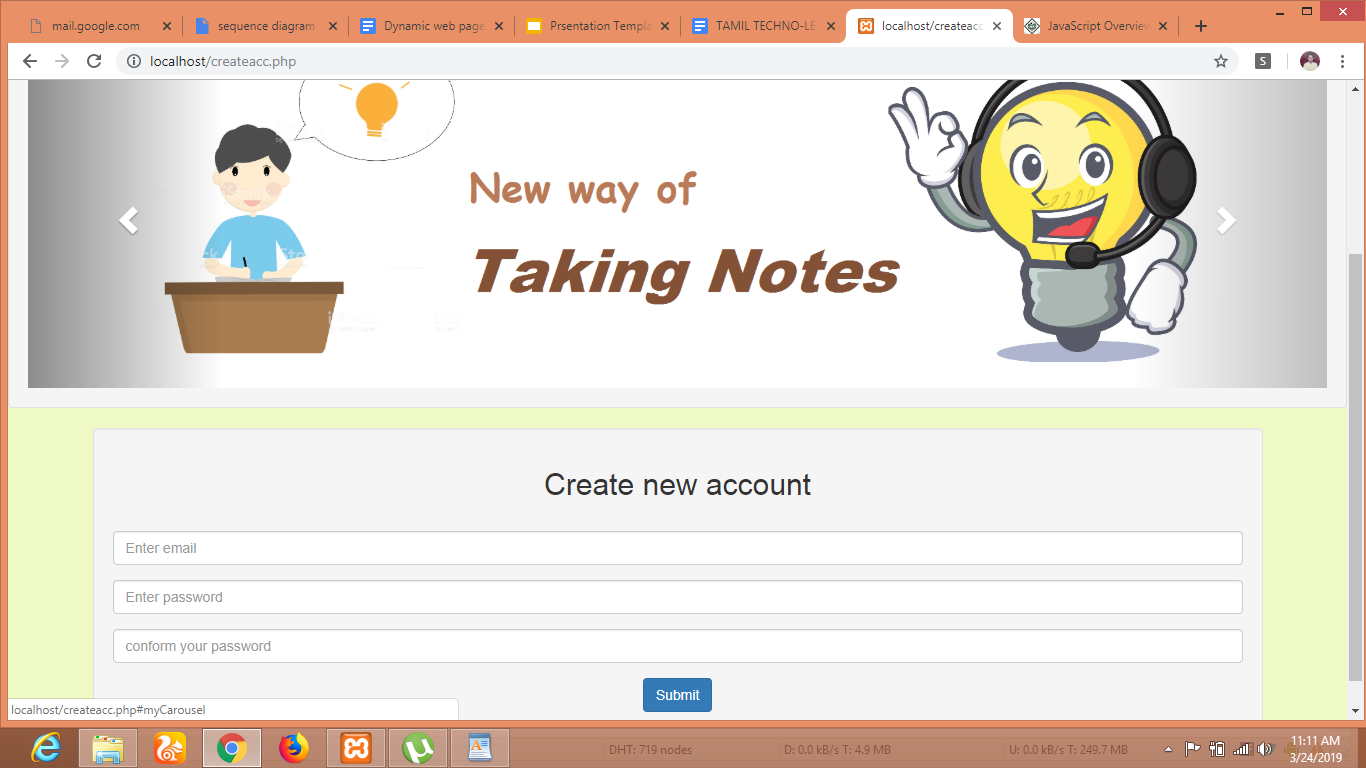 mail.google.com
sequence diagram
Dynamic web page
Prsentation Templa
TAMIL TECHNO-LE
localhost/createacc
JavaScript Overview
localhost/createacc.php
S
New way of
Taking Notes
Create new account
Enter email
Enter password
conform your password
Submit
localhost/createacc.php#myCarousel
DHT: 719 nodes
D: 0.0 kB/s T: 4.9 MB
U: 0.0 kB/s T: 249.7 MB
11:11 AM
3/24/2019